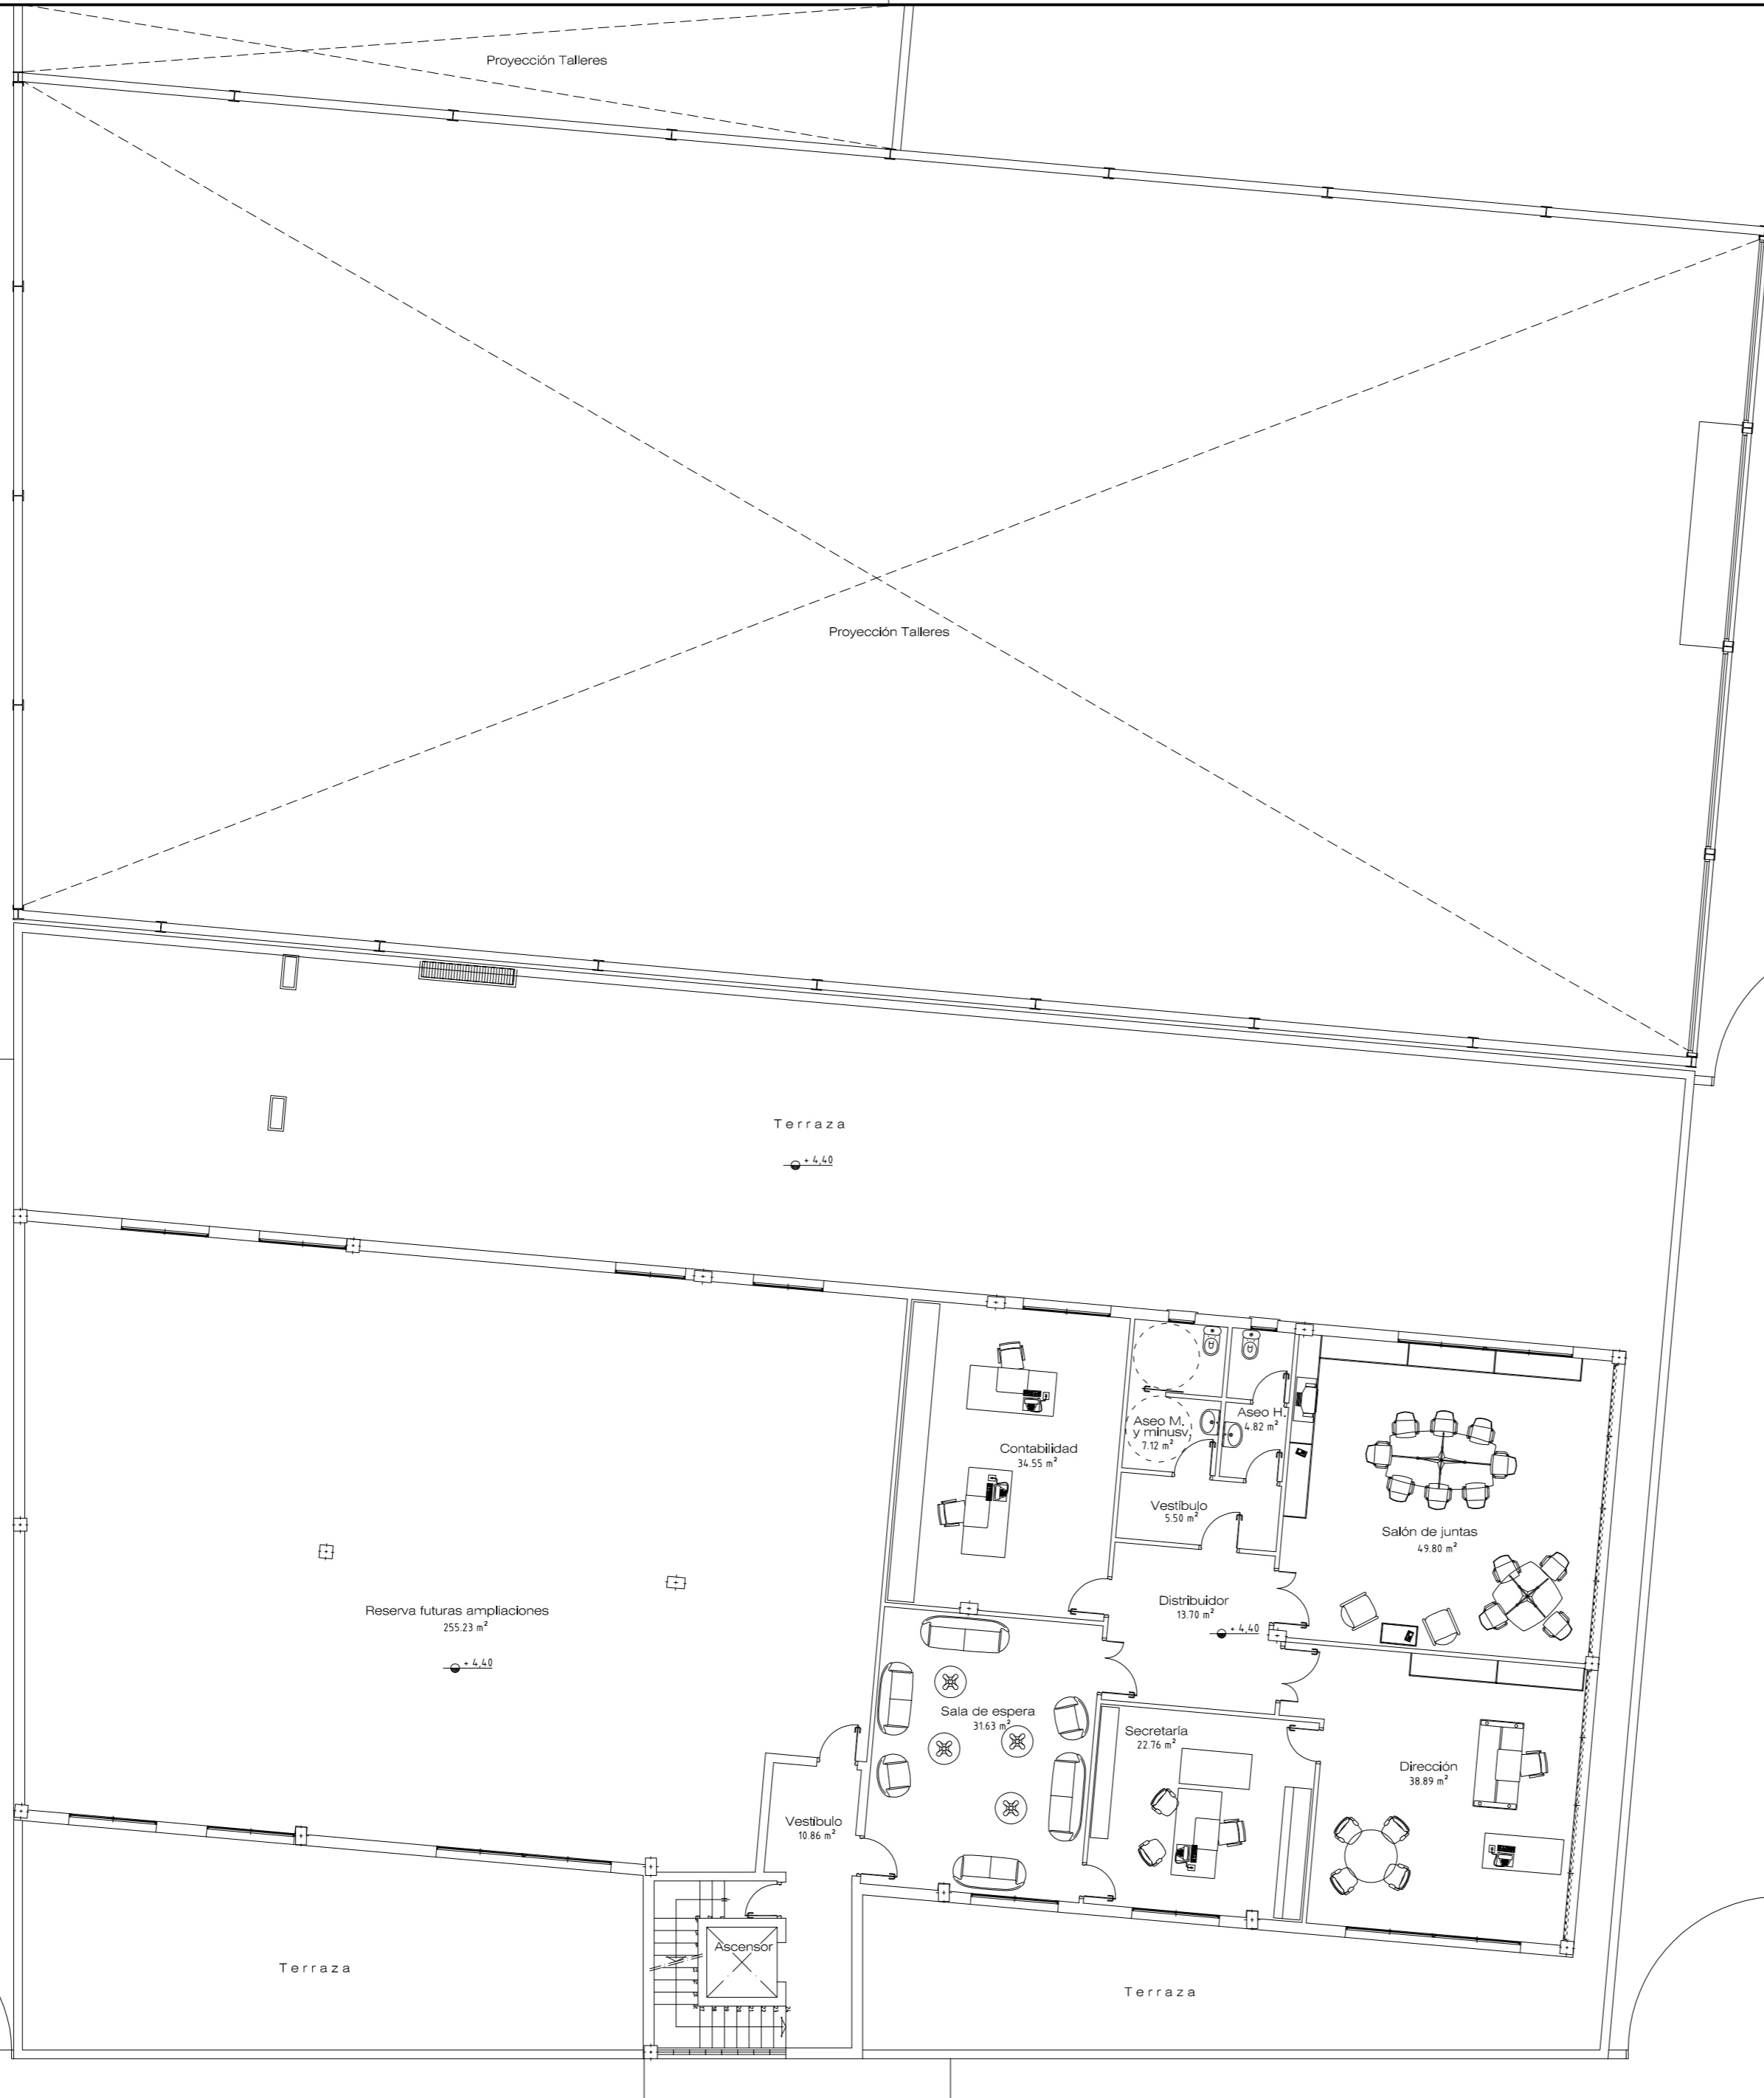 Proyección Talleres
Proyección Talleres
Terraza
+ 4,40
Contabilidad
34.55 m²
Aseo M.
y minusv.
7.12 m²
Aseo H.
4.82 m²
Vestíbulo
5.50 m²
Salón de juntas
49.80 m²
Distribuidor
13.70 m²
+ 4,40
Reserva futuras ampliaciones
255.23 m²
+ 4,40
Sala de espera
31.63 m²
Secretaría
22.76 m²
Dirección
38.89 m²
Vestíbulo
10.86 m²
Ascensor
Terraza
Terraza